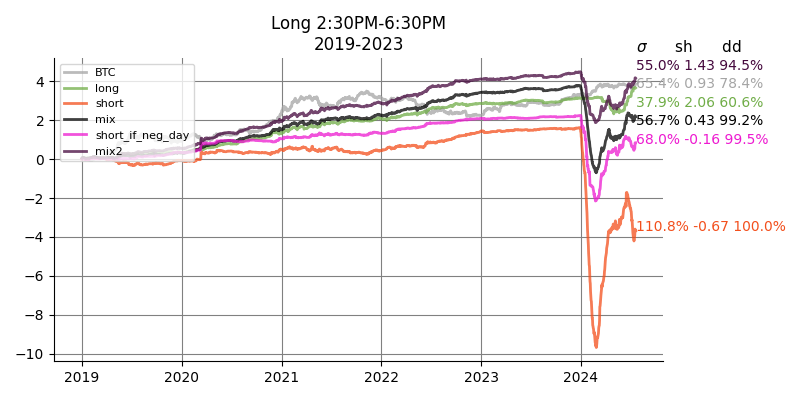 Long 2:30PM-6:30PM
2019-2023
σ sh dd
55.0% 1.43 94.5%
65.4% 0.93 78.4%
37.9% 2.06 60.6%
56.7% 0.43 99.2%
68.0% -0.16 99.5%
110.8% -0.67 100.0%
BTC
long
short
mix
short_if_neg_day
mix2
4
2
0
−2
−4
−6
−8
−10
2019 2020 2021 2022 2023 2024